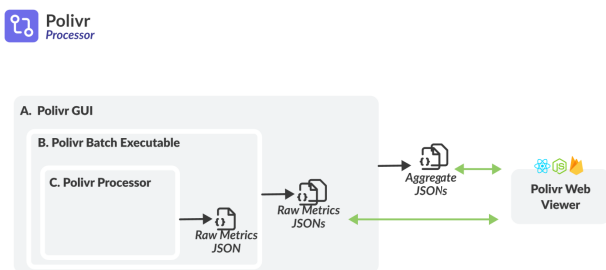 Polivr
Processor
A. Polivr GUI
B. Polivr Batch Executable
C. Polivr Processor
Raw Metrics
JSON
Raw Metrics
JSONs
Aggregate
JSONs
JS
Polivr Web
Viewer